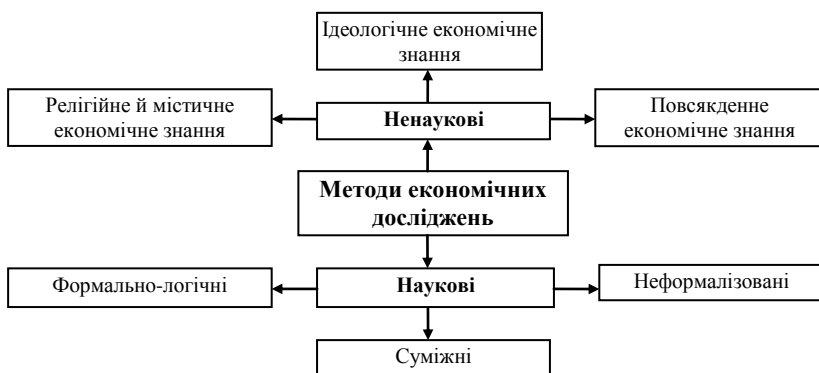 Ідеологічне економічне
знання
Релігійне й містичне
економічне знання
Ненаукові
Повсякденне
економічне знання
Методи економічних
досліджень
Формально-логічні
Наукові
Неформалізовані
Суміжні